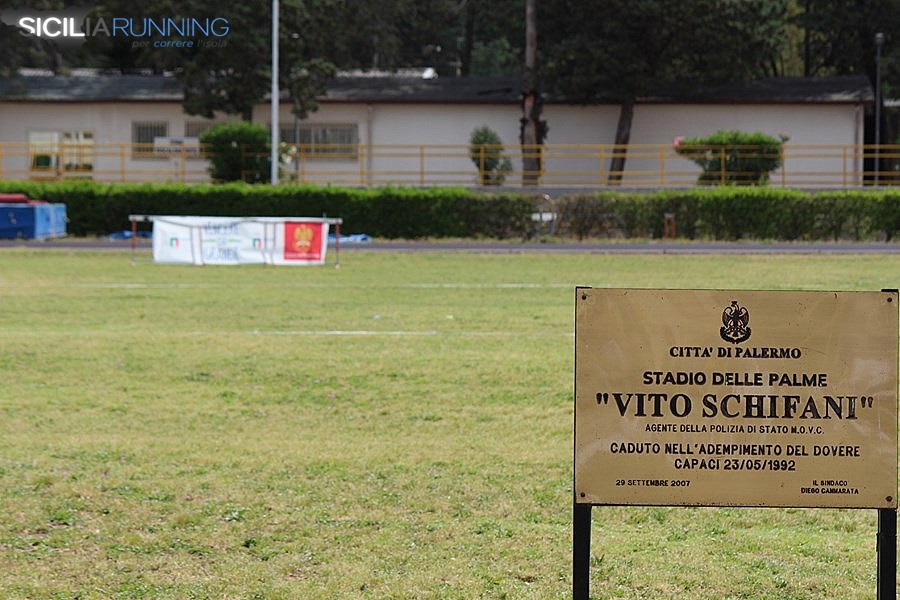 SICILIARUNNING
per correre l'isola
CITTA' DI PALERMO
STADIO DELLE PALME
"VITO SCHIFANI"
AGENTE DELLA POLIZIA DI STATO M.O.V.C.
CADUTO NELL'ADEMPIMENTO DEL DOVERE
CAPACI 23/05/1992
29 SETTEMBRE 2007
IL SINDACO
DIEGO CAMMARATA